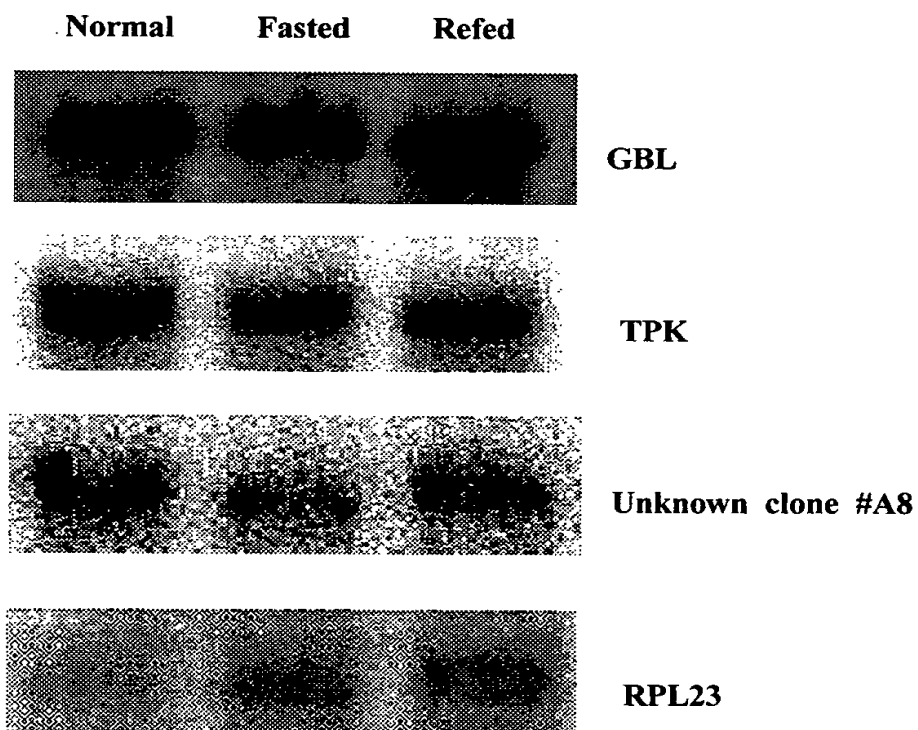 Normal Fasted Refed
GBL
TPK
Unknown clone #A8
RPL23